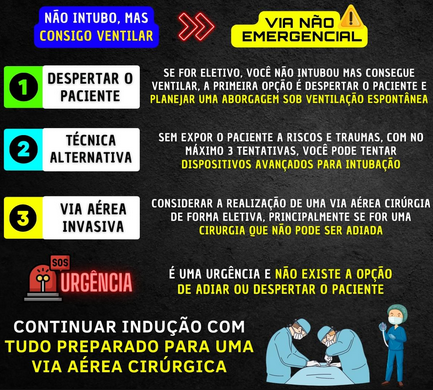 NÃO INTUBO, MAS
CONSIGO VENTILAR
VIA NÃO
EMERGENCIAL
1
DESPERTAR O
PACIENTE
SE FOR ELETIVO, VOCÊ NÃO INTUBOU MAS CONSEGUE
VENTILAR, A PRIMEIRA OPÇÃO É DESPERTAR O PACIENTE E
PLANEJAR UMA ABORGAGEM SOB VENTILAÇÃO ESPONTÂNEA
2
TÉCNICA
ALTERNATIVA
SEM EXPOR O PACIENTE A RISCOS E TRAUMAS, COM NO
MÁXIMO 3 TENTATIVAS, VOCÊ PODE TENTAR
DISPOSITIVOS AVANÇADOS PARA INTUBAÇÃO
3
VIA AÉREA
INVASIVA
CONSIDERAR A REALIZAÇÃO DE UMA VIA AÉREA CIRÚRGIA
DE FORMA ELETIVA, PRINCIPALMENTE SE FOR UMA
CIRURGIA QUE NÃO PODE SER ADIADA
SOS
URGÊNCIA
É UMA URGÊNCIA E NÃO EXISTE A OPÇÃO
DE ADIAR OU DESPERTAR O PACIENTE
CONTINUAR INDUÇÃO COM
TUDO PREPARADO PARA UMA
VIA AÉREA CIRÚRGICA